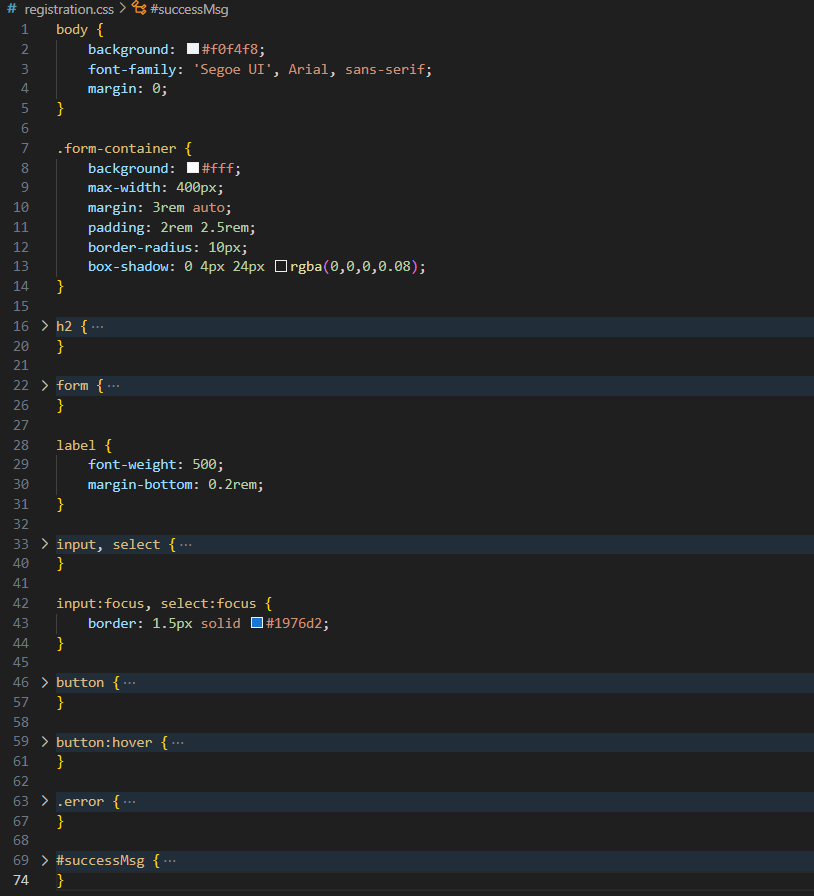 # registration.css > #successMsg
1 body {
2 background: #f0f4f8;
3 font-family: 'Segoe UI', Arial, sans-serif;
4 margin: 0;
5 }
6
7 .form-container {
8 background: #fff;
9 max-width: 400px;
10 margin: 3rem auto;
11 padding: 2rem 2.5rem;
12 border-radius: 10px;
13 box-shadow: 0 4px 24px rgba(0,0,0,0.08);
14 }
15
16 > h2 { ···
20 }
21
22 > form { ···
26 }
27
28 label {
29 font-weight: 500;
30 margin-bottom: 0.2rem;
31 }
32
33 > input, select { ···
40 }
41
42 input:focus, select:focus {
43 border: 1.5px solid #1976d2;
44 }
45
46 > button { ···
57 }
58
59 > button:hover { ···
61 }
62
63 > .error { ···
67 }
68
69 > #successMsg { ···
74 }